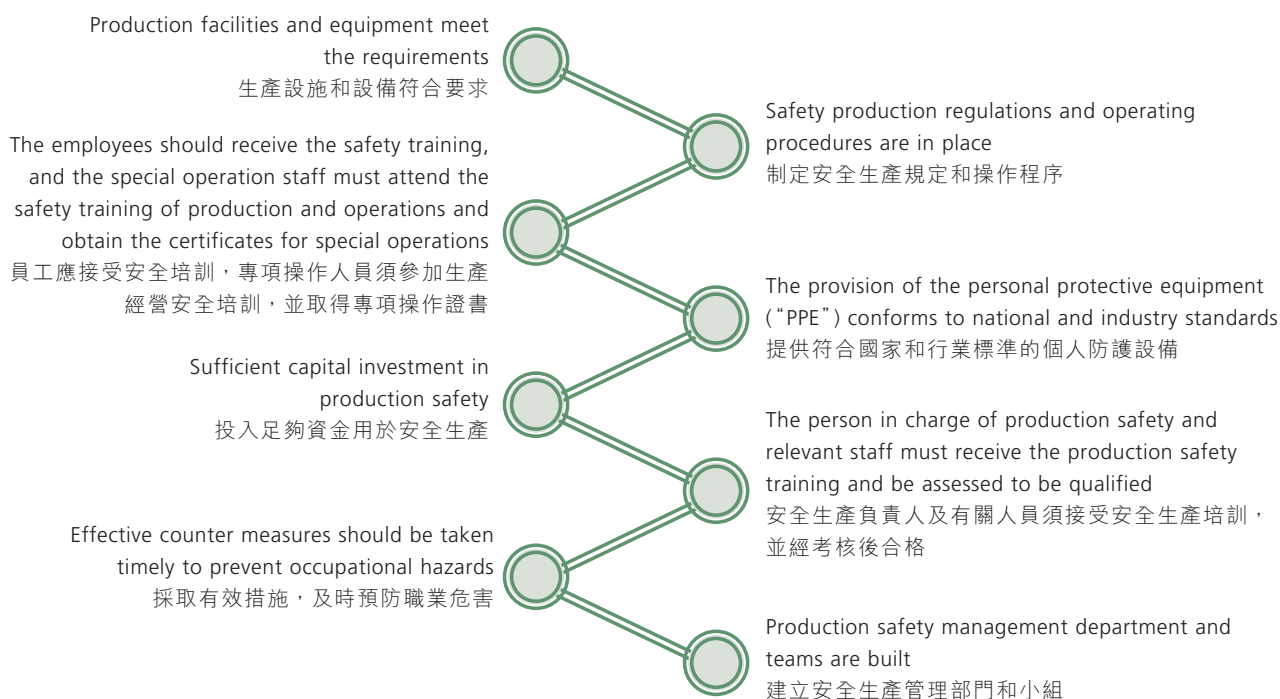 Production facilities and equipment meet
the requirements
生產設施和設備符合要求
Safety production regulations and operating
procedures are in place
制定安全生產規定和操作程序
The employees should receive the safety training,
and the special operation staff must attend the
safety training of production and operations and
obtain the certificates for special operations
員工應接受安全培訓，專項操作人員須參加生產
經營安全培訓，並取得專項操作證書
The provision of the personal protective equipment
(“PPE”) conforms to national and industry standards
提供符合國家和行業標準的個人防護設備
Sufficient capital investment in
production safety
投入足夠資金用於安全生產
The person in charge of production safety and
relevant staff must receive the production safety
training and be assessed to be qualified
安全生產負責人及有關人員須接受安全生產培訓，
並經考核後合格
Effective counter measures should be taken
timely to prevent occupational hazards
採取有效措施，及時預防職業危害
Production safety management department and
teams are built
建立安全生產管理部門和小組